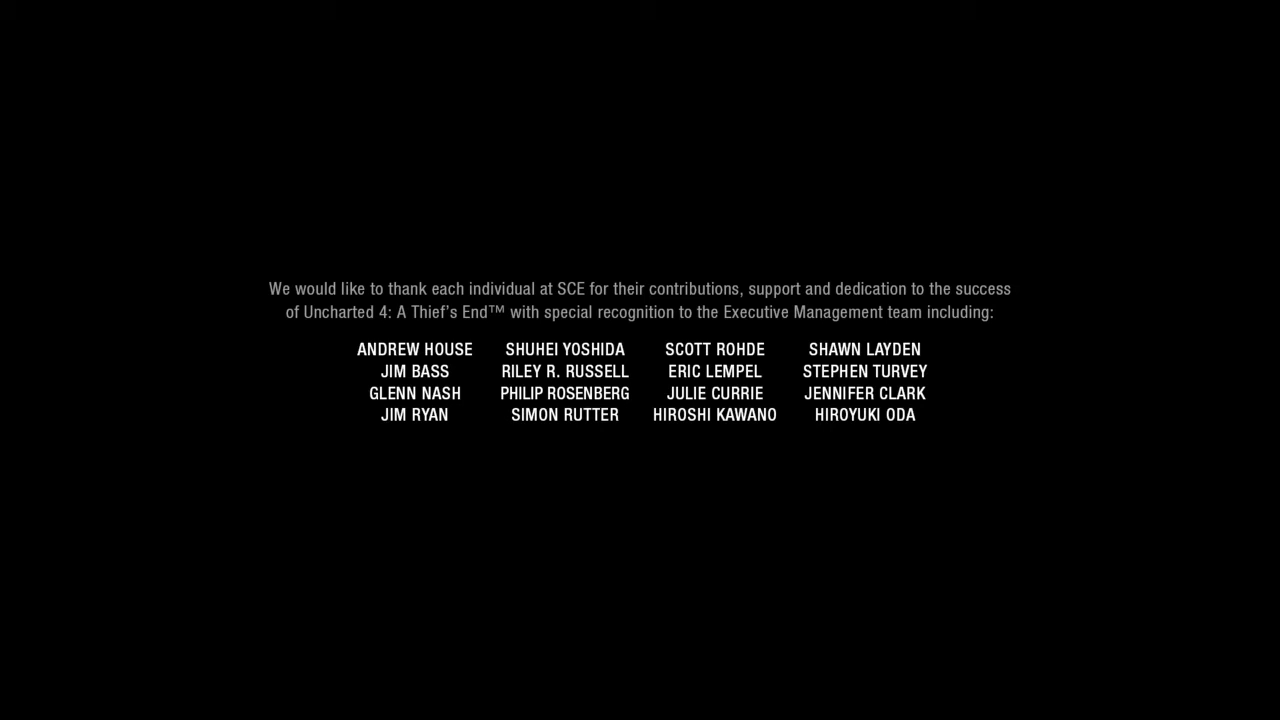 We would like to thank each individual at SCE for their contributions, support and dedication to the success
of Uncharted 4: A Thief's End™ with special recognition to the Executive Management team including:
ANDREW HOUSE SHUHEI YOSHIDA SCOTT ROHDE SHAWN LAYDEN
JIM BASS RILEY R. RUSSELL ERIC LEMPEL STEPHEN TURVEY
GLENN NASH PHILIP ROSENBERG JULIE CURRIE JENNIFER CLARK
JIM RYAN SIMON RUTTER HIROSHI KAWANO HIROYUKI ODA